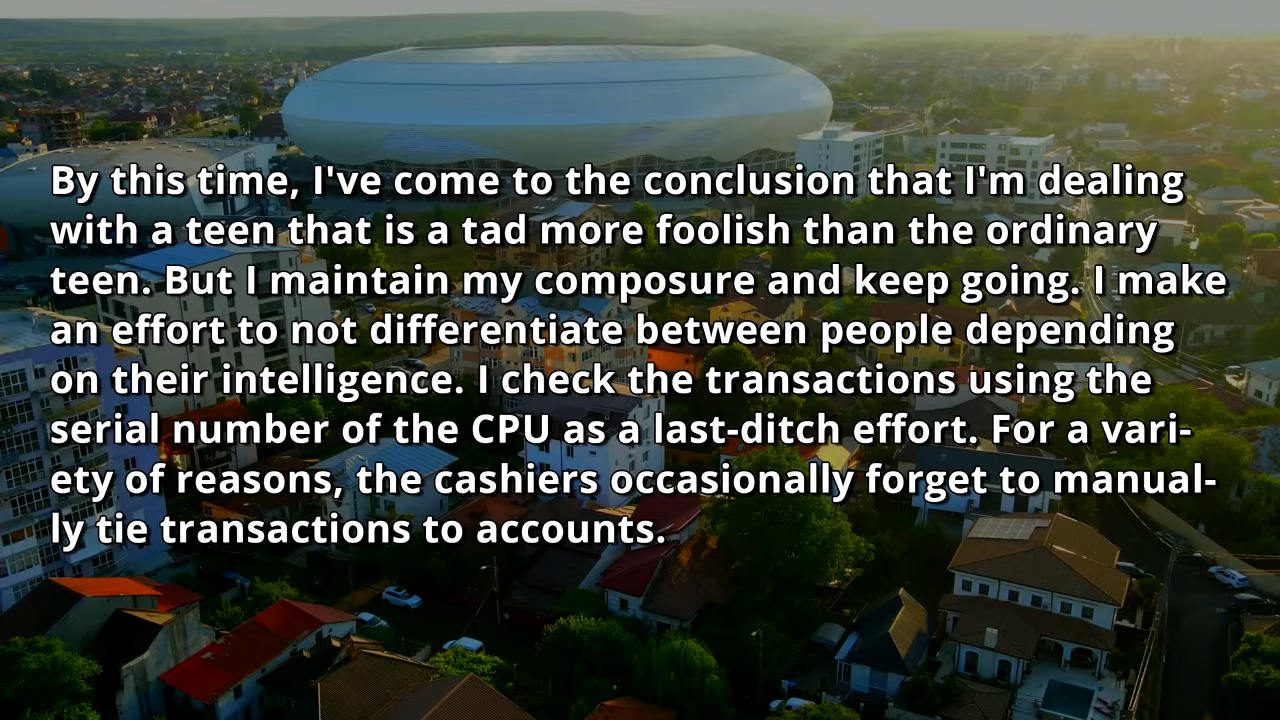 By this time, I've come to the conclusion that I'm dealing
with a teen that is a tad more foolish than the ordinary
teen. But I maintain my composure and keep going. I make
an effort to not differentiate between people depending
on their intelligence. I check the transactions using the
serial number of the CPU as a last-ditch effort. For a vari-
ety of reasons, the cashiers occasionally forget to manual-
ly tie transactions to accounts.